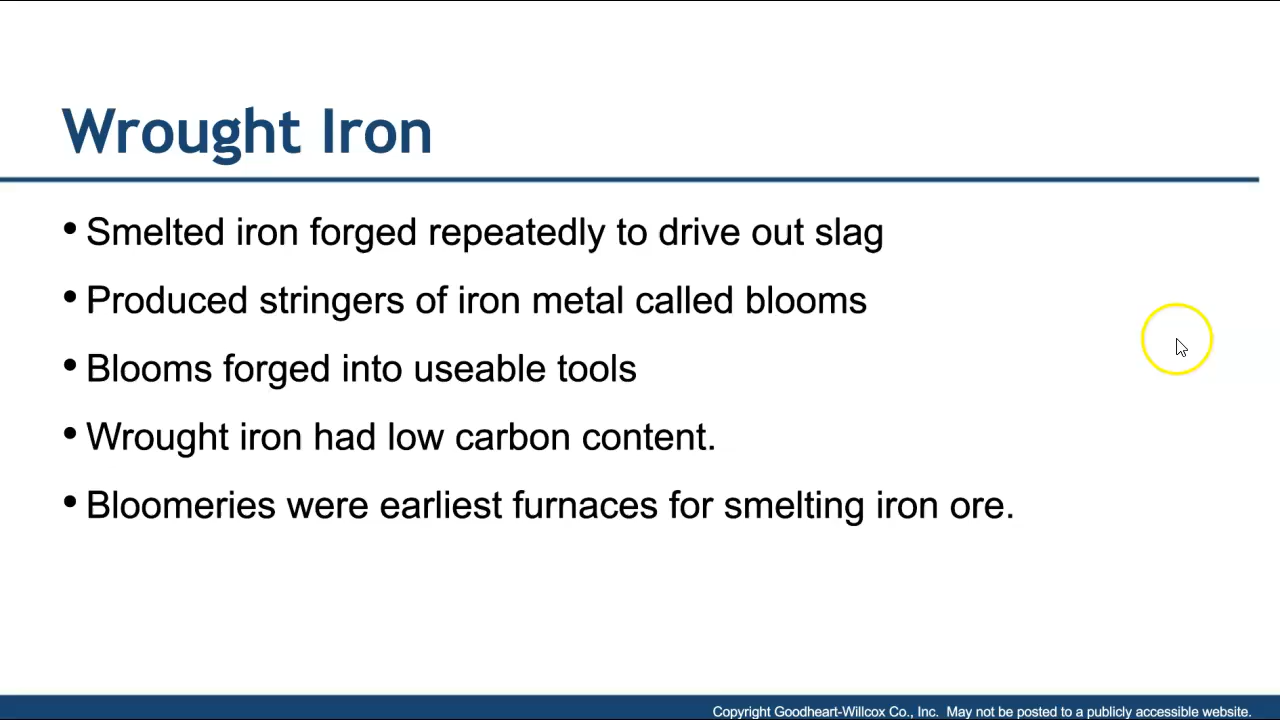 Wrought Iron
• Smelted iron forged repeatedly to drive out slag
• Produced stringers of iron metal called blooms
• Blooms forged into useable tools
• Wrought iron had low carbon content.
• Bloomeries were earliest furnaces for smelting iron ore.
Copyright Goodheart-Willcox Co., Inc.  May not be posted to a publicly accessible website.